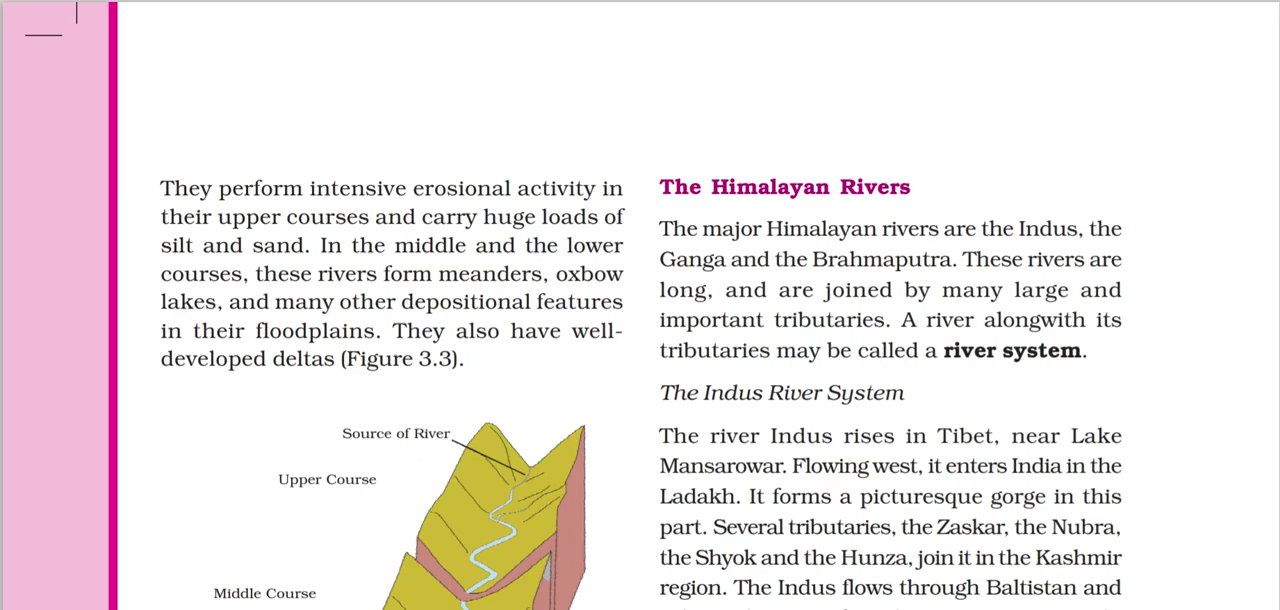 They perform intensive erosional activity in
their upper courses and carry huge loads of
silt and sand. In the middle and the lower
courses, these rivers form meanders, oxbow
lakes, and many other depositional features
in their floodplains. They also have well-
developed deltas (Figure 3.3).
Source of River
Upper Course
Middle Course
The Himalayan Rivers
The major Himalayan rivers are the Indus, the
Ganga and the Brahmaputra. These rivers are
long, and are joined by many large and
important tributaries. A river alongwith its
tributaries may be called a river system.
The Indus River System
The river Indus rises in Tibet, near Lake
Mansarowar. Flowing west, it enters India in the
Ladakh. It forms a picturesque gorge in this
part. Several tributaries, the Zaskar, the Nubra,
the Shyok and the Hunza, join it in the Kashmir
region. The Indus flows through Baltistan and